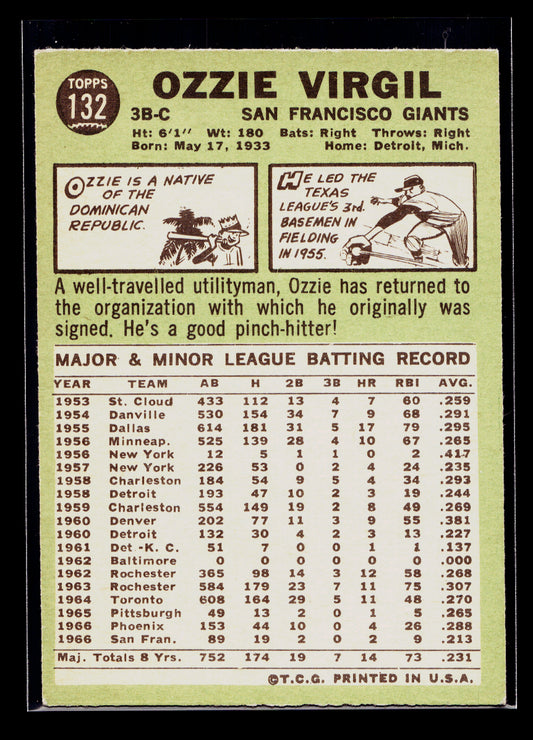 TOPPS
132
OZZIE VIRGIL
3B-C SAN FRANCISCO GIANTS
Ht: 6'1" Wt: 180 Bats: Right Throws: Right
Born: May 17, 1933 Home: Detroit, Mich.
OZZIE IS A NATIVE
OF THE
DOMINICAN
REPUBLIC.
HE LED THE
TEXAS
LEAGUE'S 3rd.
BASEMEN IN
FIELDING
IN 1955.
A well-travelled utilityman, Ozzie has returned to
the organization with which he originally was
signed. He's a good pinch-hitter!
MAJOR & MINOR LEAGUE BATTING RECORD
YEAR TEAM AB H 2B 3B HR RBI AVG.
1953 St. Cloud 433 112 13 4 7 60 .259
1954 Danville 530 154 34 7 9 68 .291
1955 Dallas 614 181 31 5 17 79 .295
1956 Minneap. 525 139 28 4 10 67 .265
1956 New York 12 5 1 1 0 2 .417
1957 New York 226 53 0 2 4 24 .235
1958 Charleston 184 54 9 5 4 34 .293
1958 Detroit 193 47 10 2 3 19 .244
1959 Charleston 554 149 19 2 8 49 .269
1960 Denver 202 77 11 3 9 55 .381
1960 Detroit 132 30 4 2 3 13 .227
1961 Det -K. C. 51 7 0 0 1 1 .137
1962 Baltimore 0 0 0 0 0 0 .000
1962 Rochester 365 98 14 3 12 58 .268
1963 Rochester 584 179 23 7 11 75 .307
1964 Toronto 608 164 29 5 11 48 .270
1965 Pittsburgh 49 13 2 0 1 5 .265
1966 Phoenix 153 44 10 0 4 26 .288
1966 San Fran. 89 19 2 0 2 9 .213
Maj. Totals 8 Yrs. 752 174 19 7 14 73 .231
©T.C.G. PRINTED IN U.S.A.